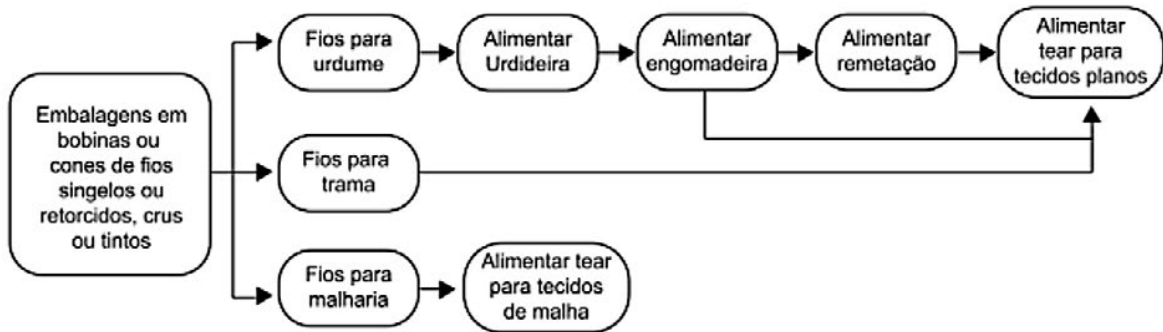 Embalagens em
bobinas ou
cones de fios
singelos ou
retorcidos, crus
ou tintos
Fios para
urdume
Alimentar
Urdideira
Alimentar
engomadeira
Alimentar
remetação
Alimentar
tear para
tecidos planos
Fios para
trama
Fios para
malharia
Alimentar tear
para tecidos
de malha